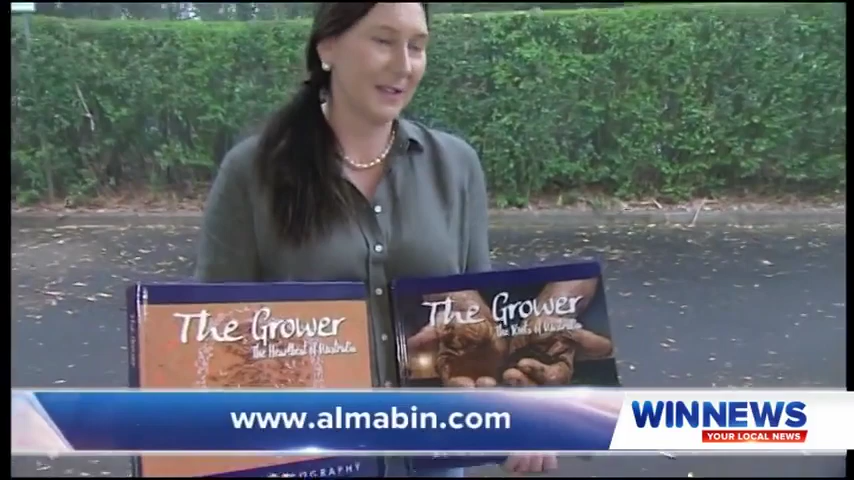 The Grower
The Heartbeat of Australia
The Grower
The Roots of Australia
www.almabin.com
WINNEWS
YOUR LOCAL NEWS
OGRAPHY